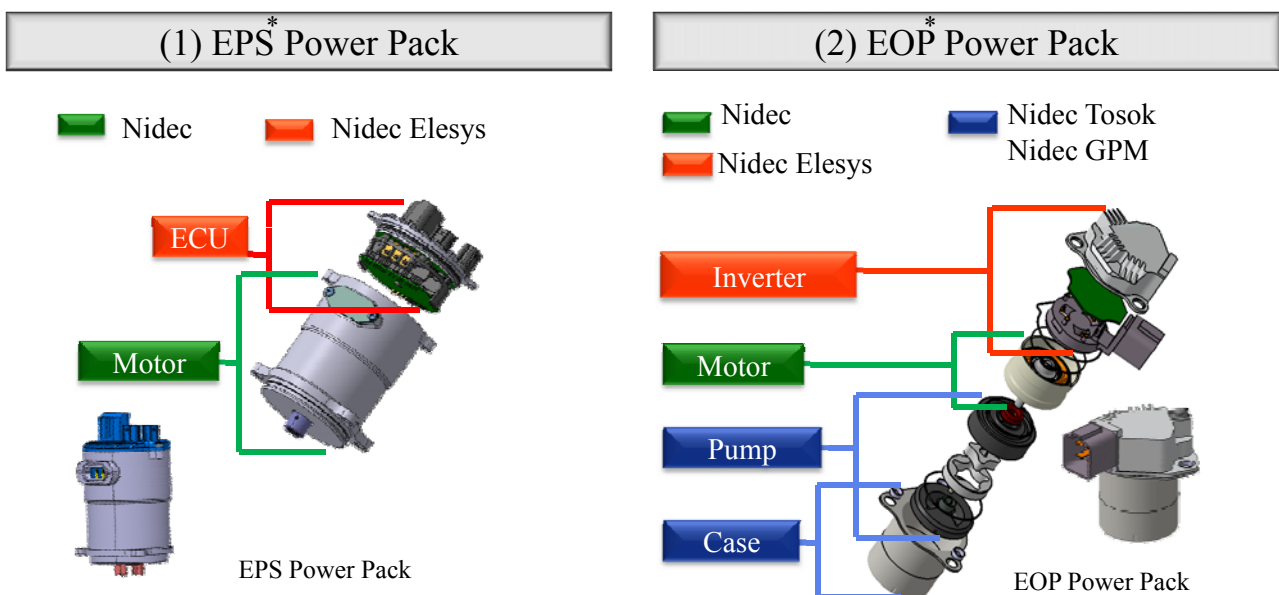 (1) EPS* Power Pack
Nidec
Nidec Elesys
ECU
Motor
EPS Power Pack
(2) EOP* Power Pack
Nidec
Nidec Elesys
Nidec Tosok
Nidec GPM
Inverter
Motor
Pump
Case
EOP Power Pack